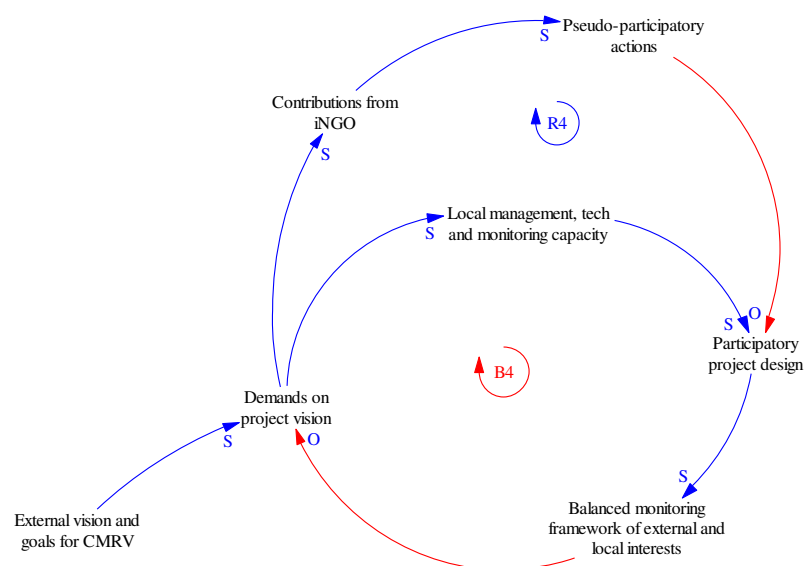 Pseudo-participatory
actions
S
Contributions from
iNGO
R4
S
Local management, tech
and monitoring capacity
S
O
S
Participatory
project design
B4
Demands on
project vision
S
O
S
External vision and
goals for CMRV
Balanced monitoring
framework of external and
local interests